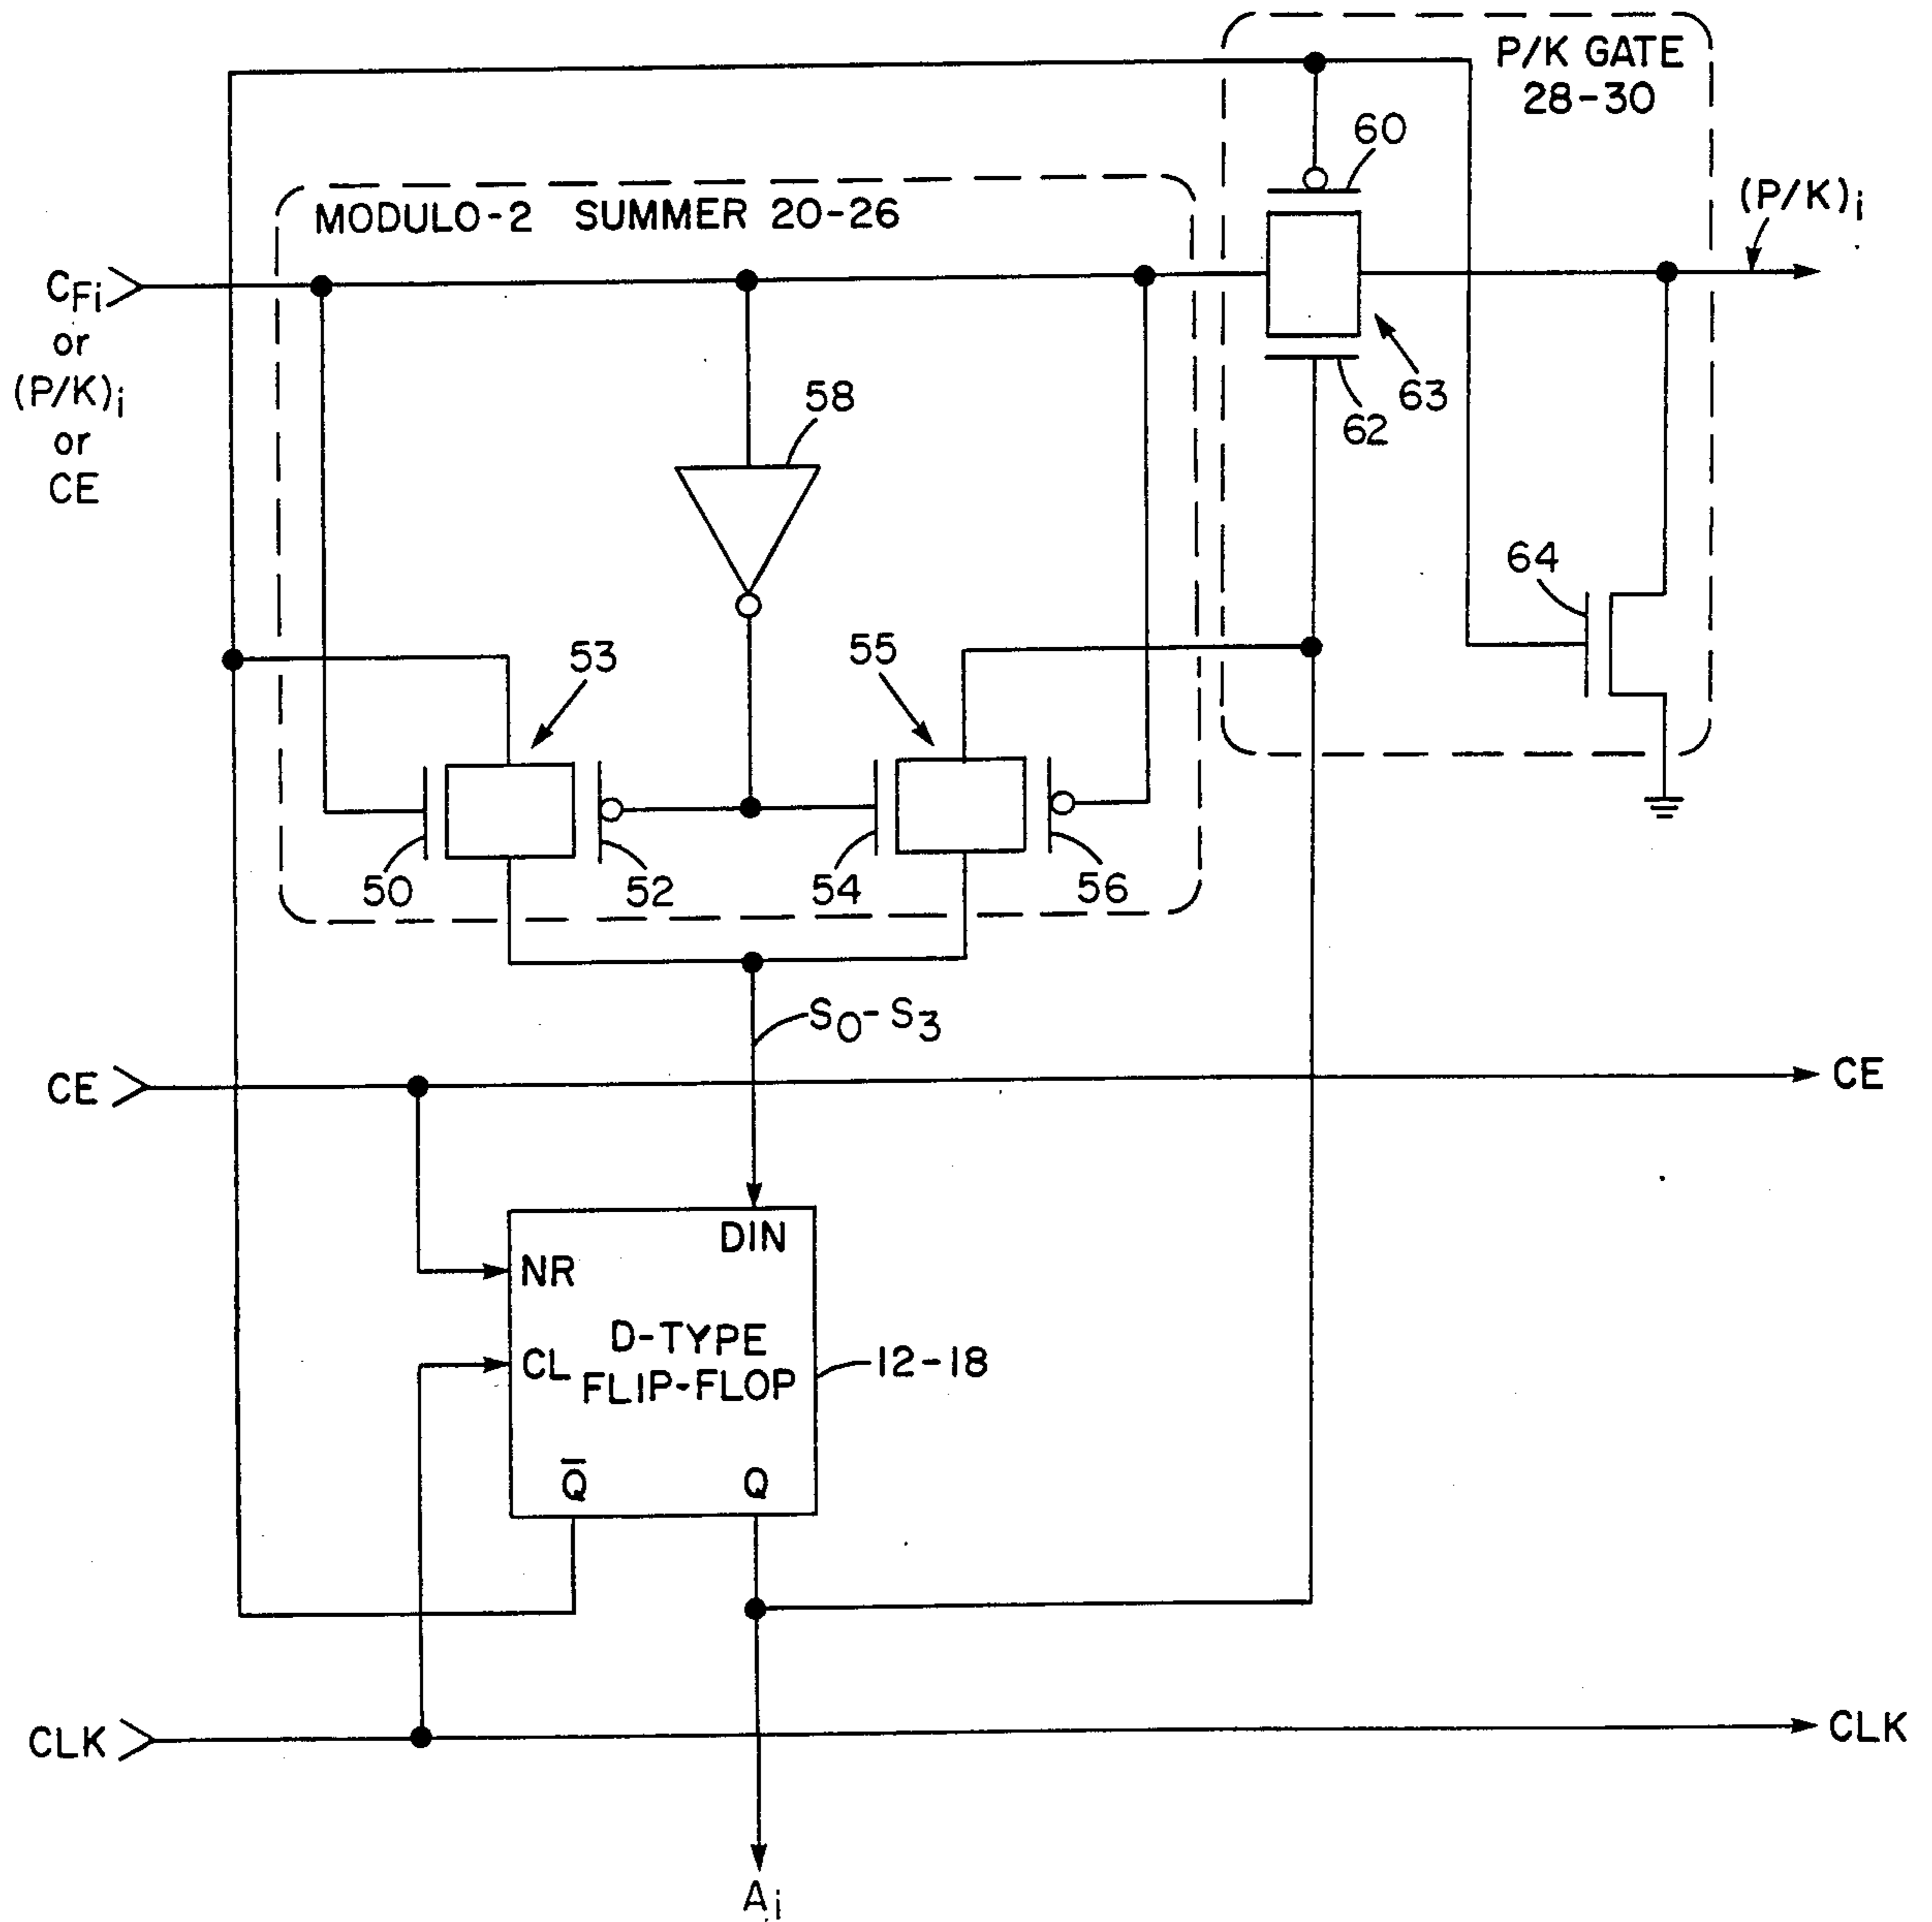 P/K GATE
28-30
60
(P/K)i
MODULO-2 SUMMER 20-26
CFi
or
(P/K)i
or
CE
63
62
58
64
53
55
50
52
54
56
S0-S3
CE
CE
DIN
NR
D-TYPE
FLIP-FLOP
CL
12-18
Q̅
Q
CLK
CLK
Ai